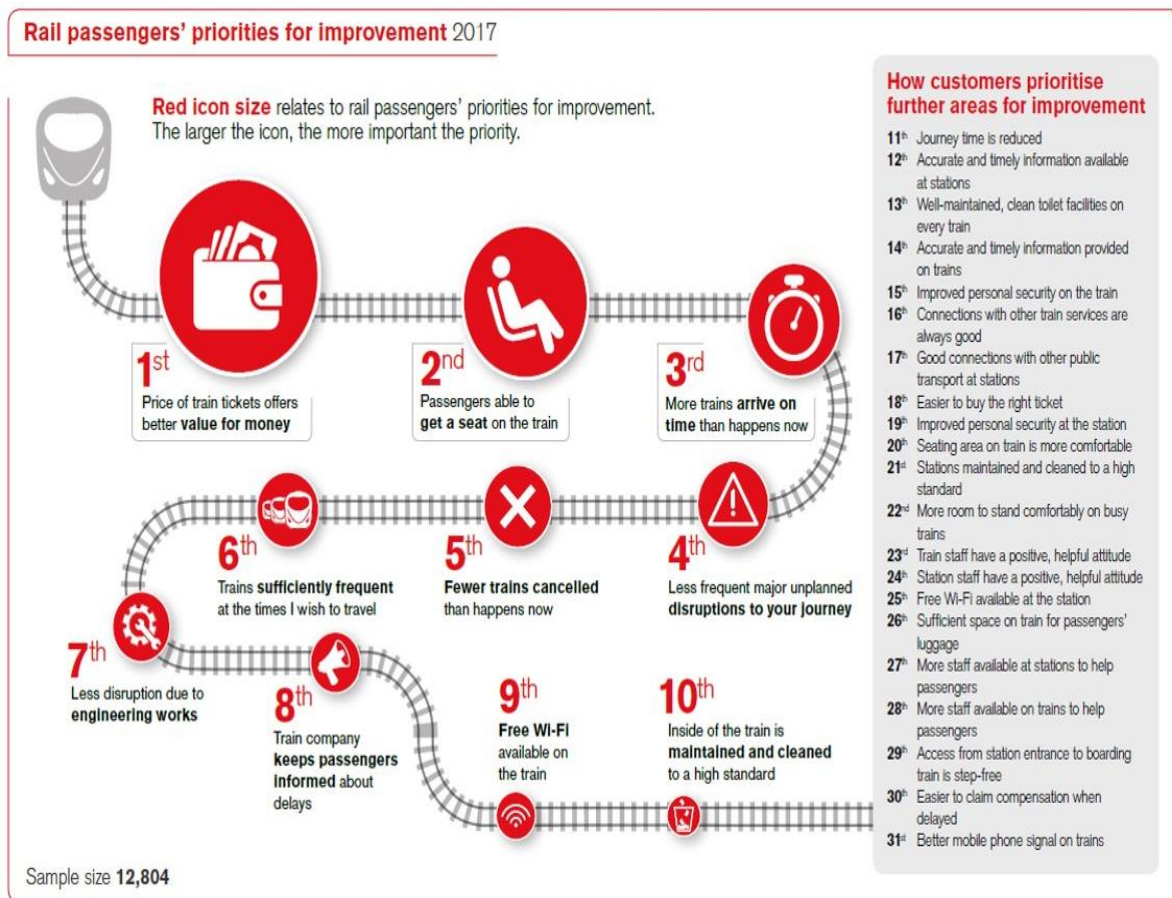 Rail passengers' priorities for improvement 2017
Red icon size relates to rail passengers' priorities for improvement.
The larger the icon, the more important the priority.
1st
Price of train tickets offers
better value for money
2nd
Passengers able to
get a seat on the train
3rd
More trains arrive on
time than happens now
4th
Less frequent major unplanned
disruptions to your journey
5th
Fewer trains cancelled
than happens now
6th
Trains sufficiently frequent
at the times I wish to travel
7th
Less disruption due to
engineering works
8th
Train company
keeps passengers
informed about
delays
9th
Free Wi-Fi
available on
the train
10th
Inside of the train is
maintained and cleaned
to a high standard
How customers prioritise
further areas for improvement
11th Journey time is reduced
12th Accurate and timely information available
at stations
13th Well-maintained, clean toilet facilities on
every train
14th Accurate and timely information provided
on trains
15th Improved personal security on the train
16th Connections with other train services are
always good
17th Good connections with other public
transport at stations
18th Easier to buy the right ticket
19th Improved personal security at the station
20th Seating area on train is more comfortable
21st Stations maintained and cleaned to a high
standard
22nd More room to stand comfortably on busy
trains
23rd Train staff have a positive, helpful attitude
24th Station staff have a positive, helpful attitude
25th Free Wi-Fi available at the station
26th Sufficient space on train for passengers'
luggage
27th More staff available at stations to help
passengers
28th More staff available on trains to help
passengers
29th Access from station entrance to boarding
train is step-free
30th Easier to claim compensation when
delayed
31st Better mobile phone signal on trains
Sample size 12,804